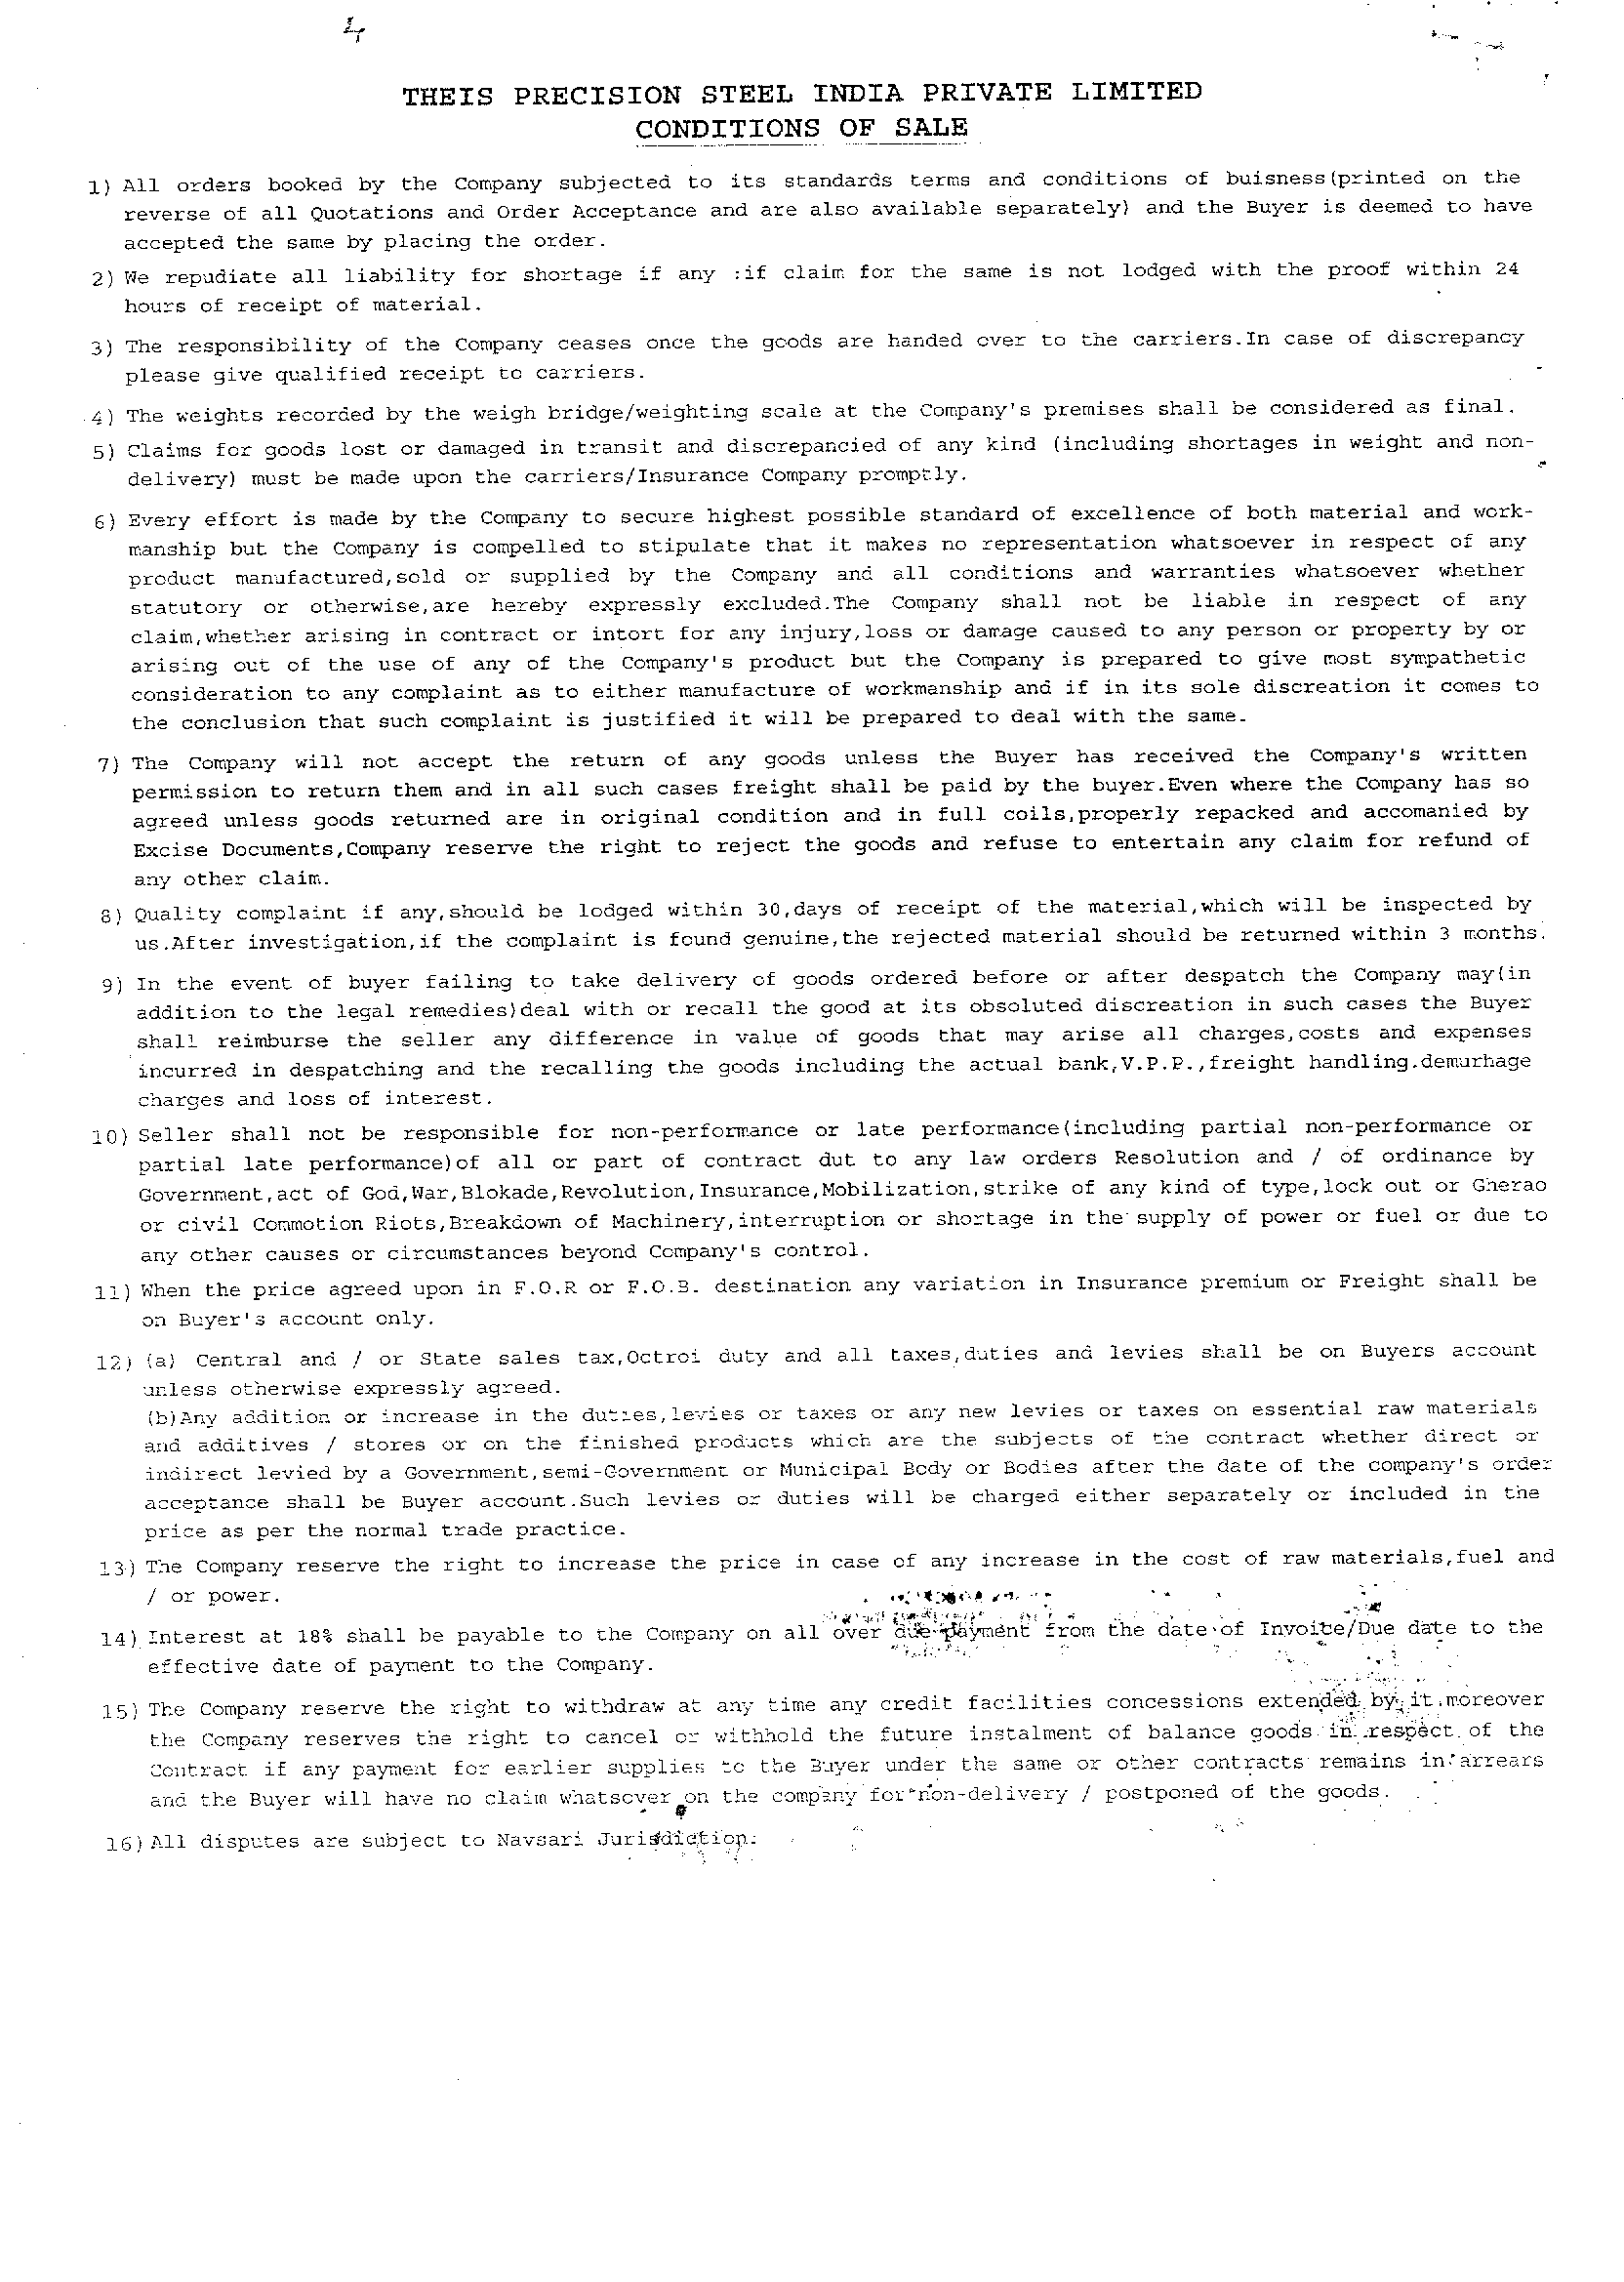 THEIS PRECISION STEEL INDIA PRIVATE LIMITED
CONDITIONS OF SALE
1) All orders booked by the Company subjected to its standards terms and conditions of buisness(printed on the
reverse of all Quotations and Order Acceptance and are also available separately) and the Buyer is deemed to have
accepted the same by placing the order.
2) We repudiate all liability for shortage if any :if claim for the same is not lodged with the proof within 24
hours of receipt of material.
3) The responsibility of the Company ceases once the goods are handed over to the carriers.In case of discrepancy
please give qualified receipt to carriers.
4) The weights recorded by the weigh bridge/weighting scale at the Company's premises shall be considered as final.
5) Claims for goods lost or damaged in transit and discrepancied of any kind (including shortages in weight and non-
delivery) must be made upon the carriers/Insurance Company promptly.
6) Every effort is made by the Company to secure highest possible standard of excellence of both material and work-
manship but the Company is compelled to stipulate that it makes no representation whatsoever in respect of any
product manufactured,sold or supplied by the Company and all conditions and warranties whatsoever whether
statutory or otherwise,are hereby expressly excluded.The Company shall not be liable in respect of any
claim,whether arising in contract or intort for any injury,loss or damage caused to any person or property by or
arising out of the use of any of the Company's product but the Company is prepared to give most sympathetic
consideration to any complaint as to either manufacture of workmanship and if in its sole discreation it comes to
the conclusion that such complaint is justified it will be prepared to deal with the same.
7) The Company will not accept the return of any goods unless the Buyer has received the Company's written
permission to return them and in all such cases freight shall be paid by the buyer.Even where the Company has so
agreed unless goods returned are in original condition and in full coils,properly repacked and accomanied by
Excise Documents,Company reserve the right to reject the goods and refuse to entertain any claim for refund of
any other claim.
8) Quality complaint if any,should be lodged within 30,days of receipt of the material,which will be inspected by
us.After investigation,if the complaint is found genuine,the rejected material should be returned within 3 months.
9) In the event of buyer failing to take delivery of goods ordered before or after despatch the Company may(in
addition to the legal remedies)deal with or recall the good at its obsoluted discreation in such cases the Buyer
shall reimburse the seller any difference in value of goods that may arise all charges,costs and expenses
incurred in despatching and the recalling the goods including the actual bank,V.P.P.,freight handling.demurhage
charges and loss of interest.
10) Seller shall not be responsible for non-performance or late performance(including partial non-performance or
partial late performance)of all or part of contract dut to any law orders Resolution and / of ordinance by
Government,act of God,War,Blokade,Revolution,Insurance,Mobilization,strike of any kind of type,lock out or Gherao
or civil Commotion Riots,Breakdown of Machinery,interruption or shortage in the supply of power or fuel or due to
any other causes or circumstances beyond Company's control.
11) When the price agreed upon in F.O.R or F.O.B. destination any variation in Insurance premium or Freight shall be
on Buyer's account only.
12) (a) Central and / or State sales tax,Octroi duty and all taxes,duties and levies shall be on Buyers account
unless otherwise expressly agreed.
(b)Any addition or increase in the duties,levies or taxes or any new levies or taxes on essential raw materials
and additives / stores or on the finished products which are the subjects of the contract whether direct or
indirect levied by a Government,semi-Government or Municipal Body or Bodies after the date of the company's order
acceptance shall be Buyer account.Such levies or duties will be charged either separately or included in the
price as per the normal trade practice.
13) The Company reserve the right to increase the price in case of any increase in the cost of raw materials,fuel and
/ or power.
14) Interest at 18% shall be payable to the Company on all over due payment from the date of Invoice/Due date to the
effective date of payment to the Company.
15) The Company reserve the right to withdraw at any time any credit facilities concessions extended by it moreover
the Company reserves the right to cancel or withhold the future instalment of balance goods in respect of the
Contract if any payment for earlier supplies to the Buyer under the same or other contracts remains in arrears
and the Buyer will have no claim whatsover on the company for non-delivery / postponed of the goods.
16) All disputes are subject to Navsari Jurisdiction.